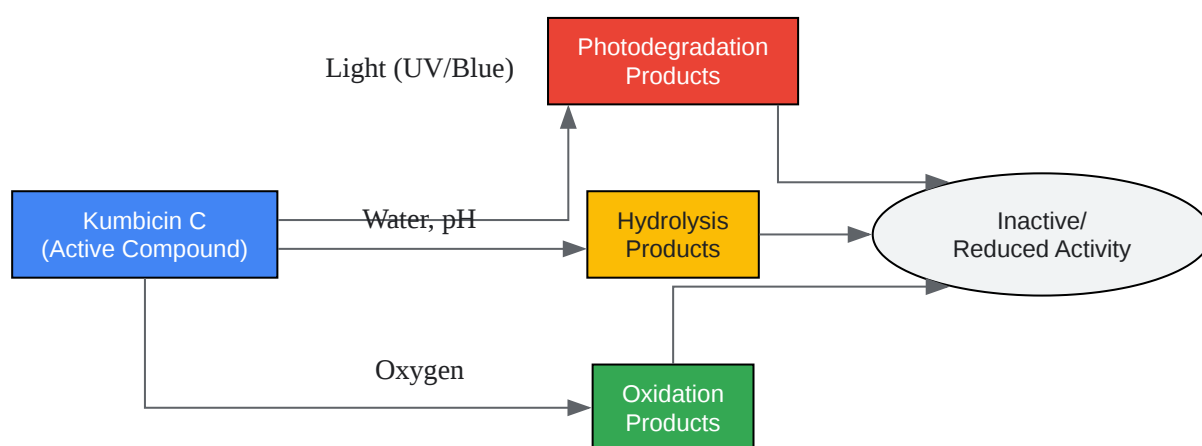 Photodegradation
Products
Light (UV/Blue)
Kumbicin C
(Active Compound)
Water, pH
Hydrolysis
Products
Inactive/
Reduced Activity
Oxygen
Oxidation
Products